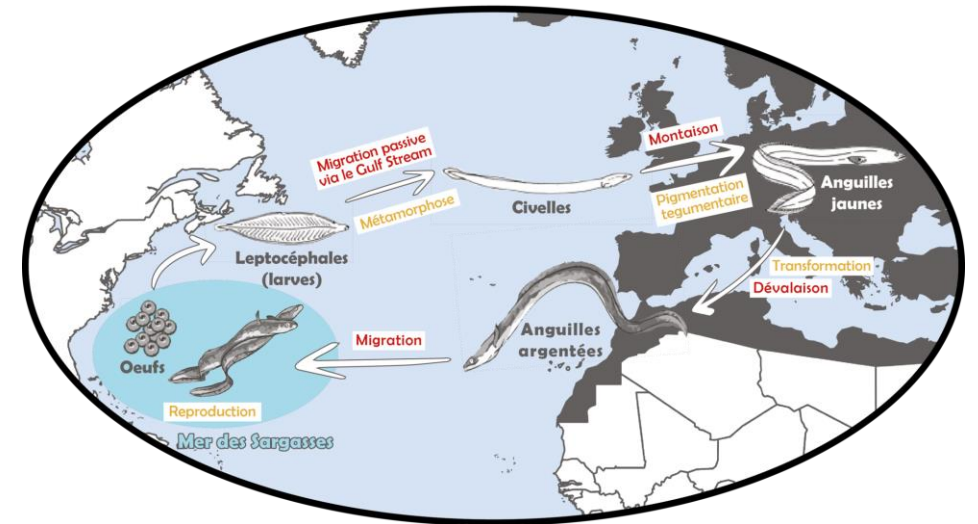 Migration passive
via le Gulf Stream
Métamorphose
Leptocéphales
(larves)
Civelles
Montaison
Pigmentation
tegumentaire
Anguilles
jaunes
Transformation
Dévalaison
Anguilles
argentées
Migration
Oeufs
Reproduction
Mer des Sargasses